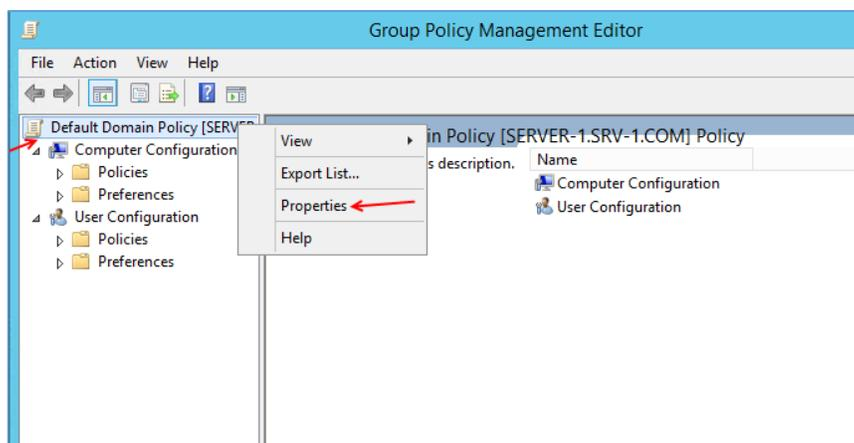 Group Policy Management Editor
File Action View Help
Default Domain Policy [SERVER
Computer Configuration
Policies
Preferences
User Configuration
Policies
Preferences
View
Export List...
Properties
Help
in Policy [SERVER-1.SRV-1.COM] Policy
s description.
Name
Computer Configuration
User Configuration